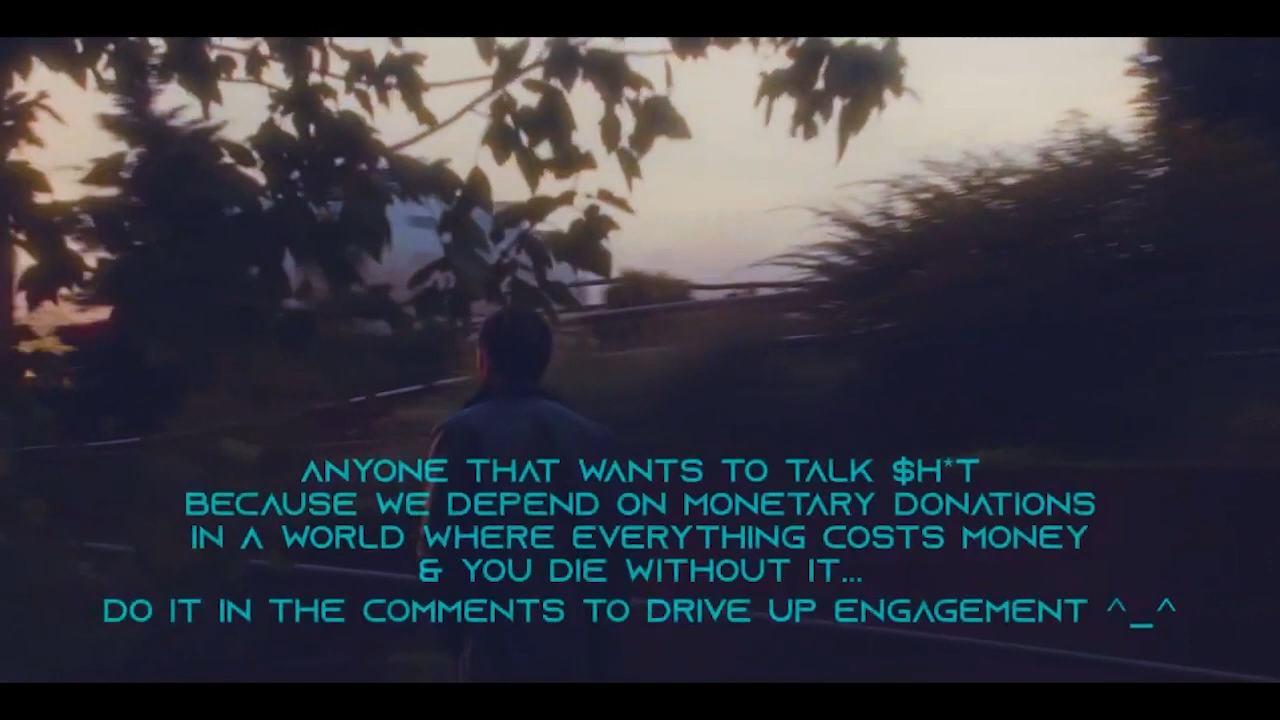 ANYONE THAT WANTS TO TALK $H*T
BECAUSE WE DEPEND ON MONETARY DONATIONS
IN A WORLD WHERE EVERYTHING COSTS MONEY
& YOU DIE WITHOUT IT...
DO IT IN THE COMMENTS TO DRIVE UP ENGAGEMENT ^_^